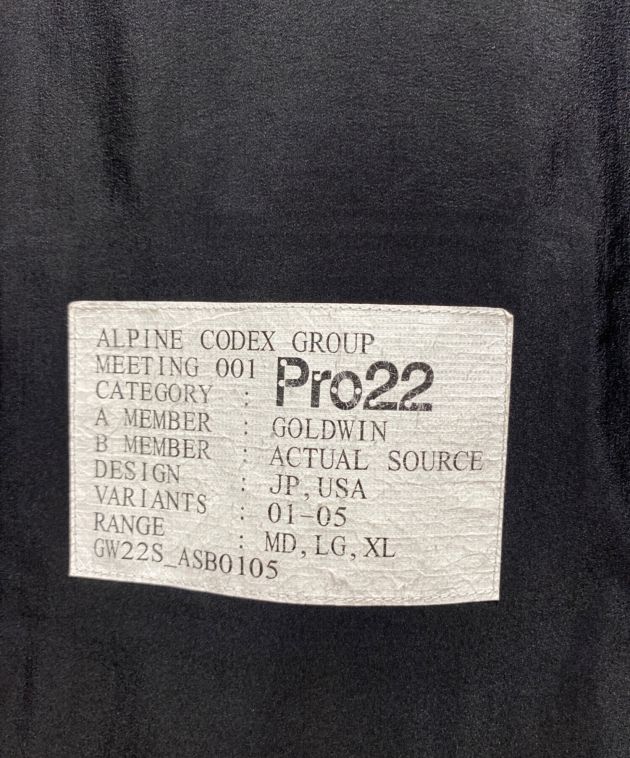 ALPINE CODEX GROUP
MEETING 001
CATEGORY : Pro22
A MEMBER : GOLDWIN
B MEMBER : ACTUAL SOURCE
DESIGN : JP, USA
VARIANTS : 01-05
RANGE : MD, LG, XL
GW22S_ASB0105